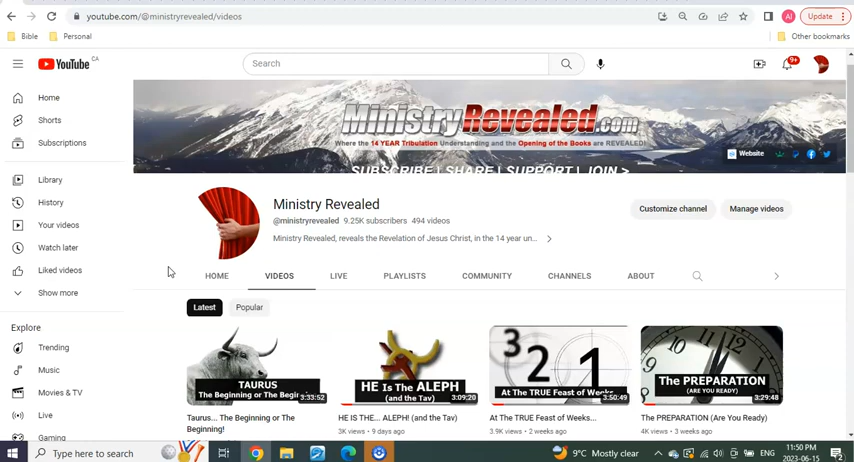 youtube.com/@ministryrevealed/videos
Update
Bible
Personal
Other bookmarks
YouTube CA
Search
9+
MinistryRevealed.com
Where the 14 YEAR Tribulation Understanding and the Opening of the Books are REVEALED!
SUBSCRIBE | SHARE | SUPPORT | JOIN >
Website
Ministry Revealed
@ministryrevealed 9.25K subscribers 494 videos
Ministry Revealed, reveals the Revelation of Jesus Christ, in the 14 year un...
Customize channel
Manage videos
Home
Shorts
Subscriptions
Library
History
Your videos
Watch later
Liked videos
Show more
Explore
Trending
Music
Movies & TV
Live
Gaming
HOME
VIDEOS
LIVE
PLAYLISTS
COMMUNITY
CHANNELS
ABOUT
Latest
Popular
TAURUS
The Beginning or The Begi
3:33:52
Taurus... The Beginning or The
Beginning!
HE IS The ALEPH
(and the Tav)
3:09:20
HE IS THE... ALEPH! (and the Tav)
3K views • 9 days ago
3 2 1
At The TRUE Feast of Weeks...
3:50:49
At The TRUE Feast of Weeks...
3.9K views • 2 weeks ago
The PREPARATION
(ARE YOU READY)
3:29:48
The PREPARATION (Are You Ready)
4K views • 3 weeks ago
Type here to search
9°C Mostly clear
ENG
11:50 PM
2023-06-15
2